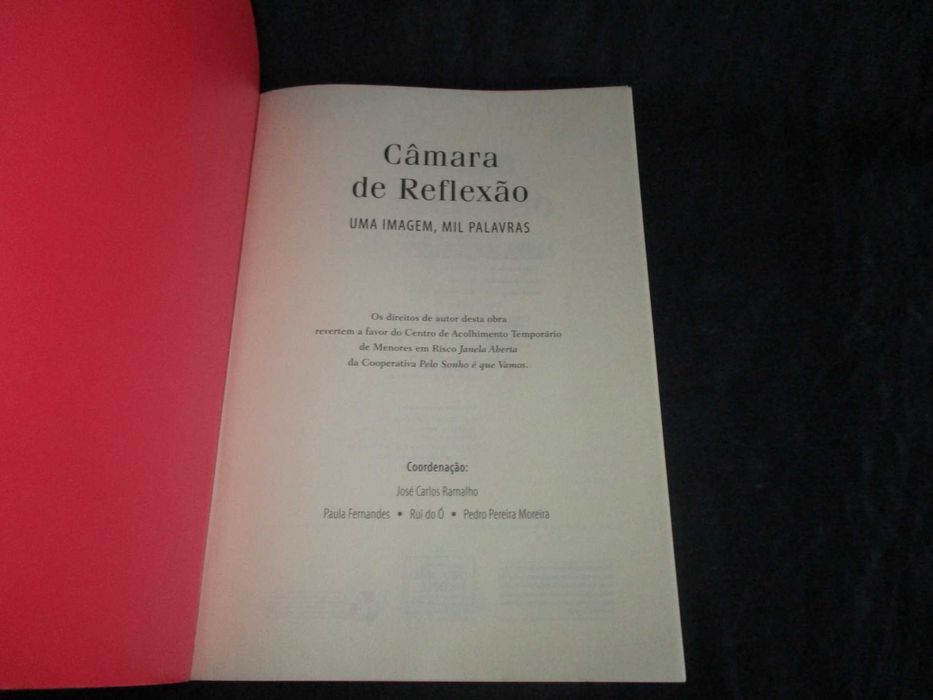 Câmara
de Reflexão
UMA IMAGEM, MIL PALAVRAS
Os direitos de autor desta obra
revertem a favor do Centro de Acolhimento Temporário
de Menores em Risco Janela Aberta
da Cooperativa Pelo Sonho é que Vamos.
Coordenação:
José Carlos Ramalho
Paula Fernandes • Rui do Ó • Pedro Pereira Moreira